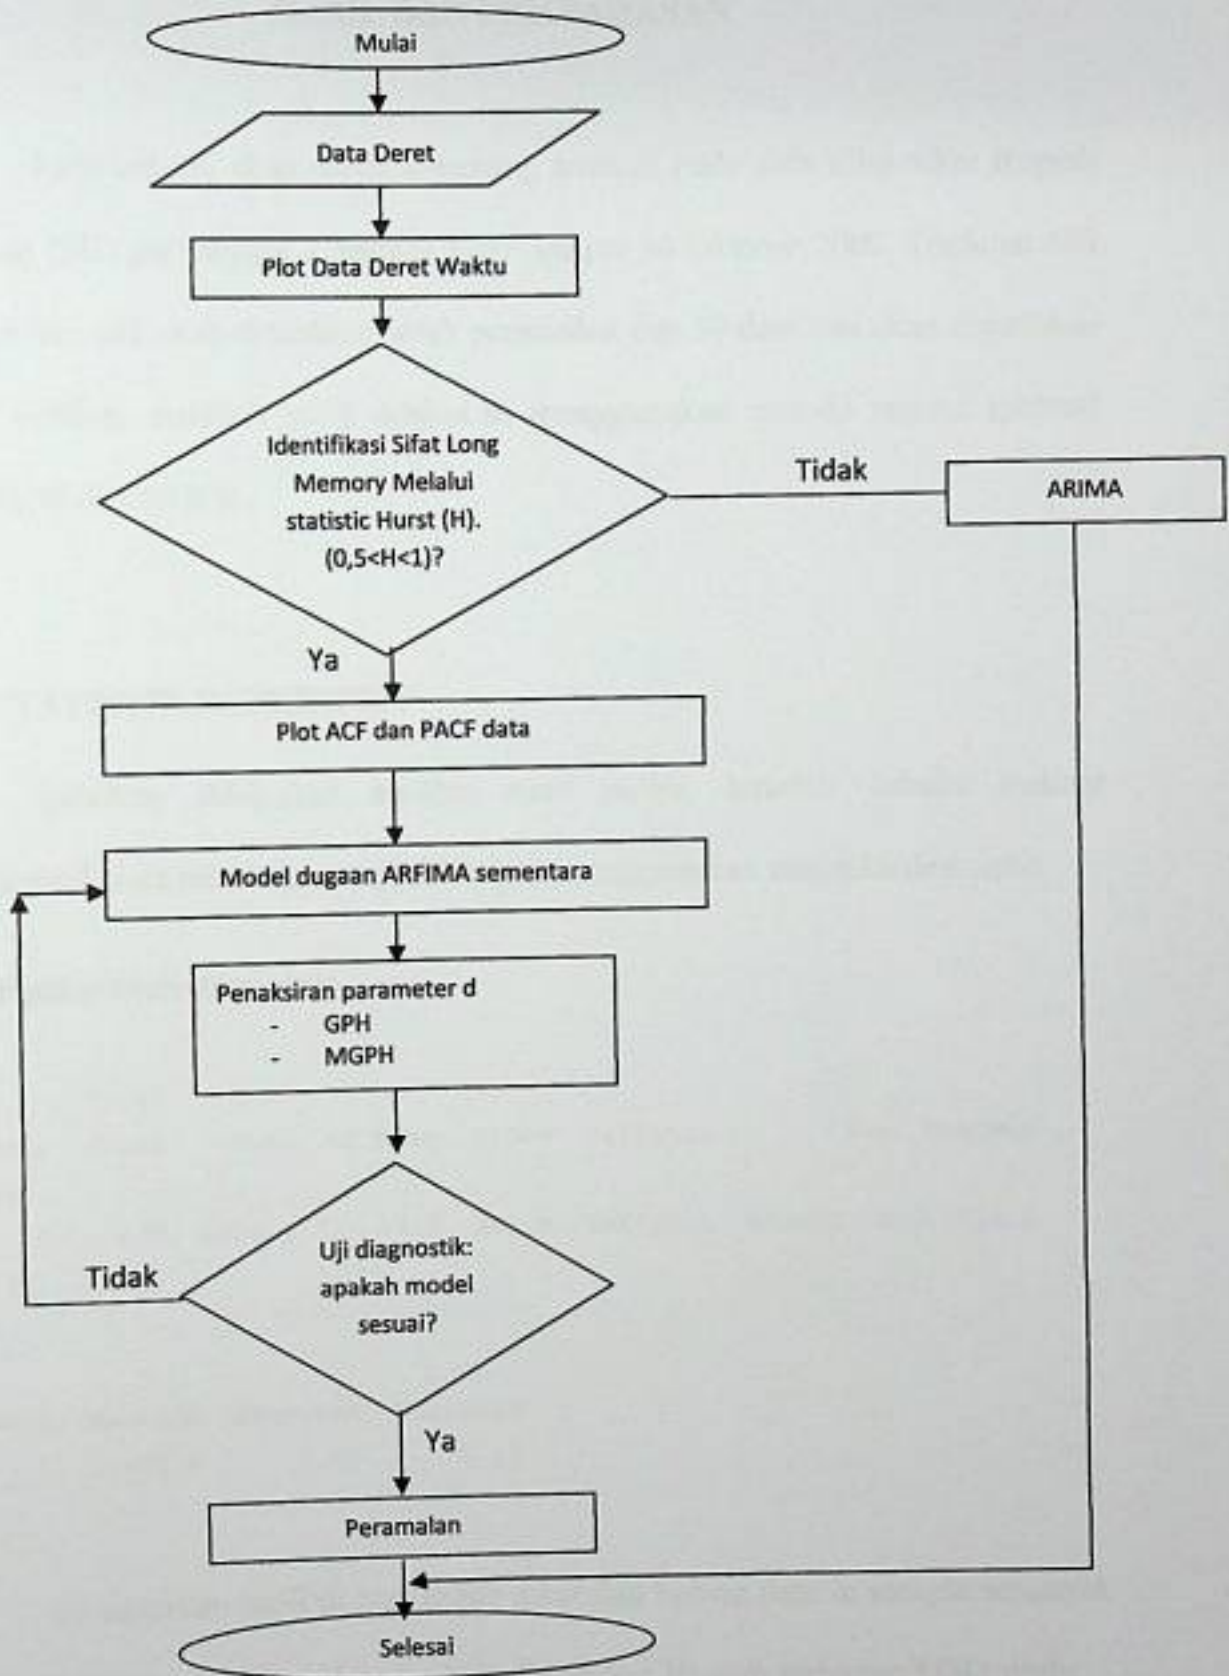 Mulai
Data Deret
Plot Data Deret Waktu
Identifikasi Sifat Long
Memory Melalui
statistic Hurst (H).
(0,5<H<1)?
Tidak
ARIMA
Ya
Plot ACF dan PACF data
Model dugaan ARFIMA sementara
Penaksiran parameter d
- GPH
- MGPH
Uji diagnostik:
apakah model
sesuai?
Tidak
Ya
Peramalan
Selesai